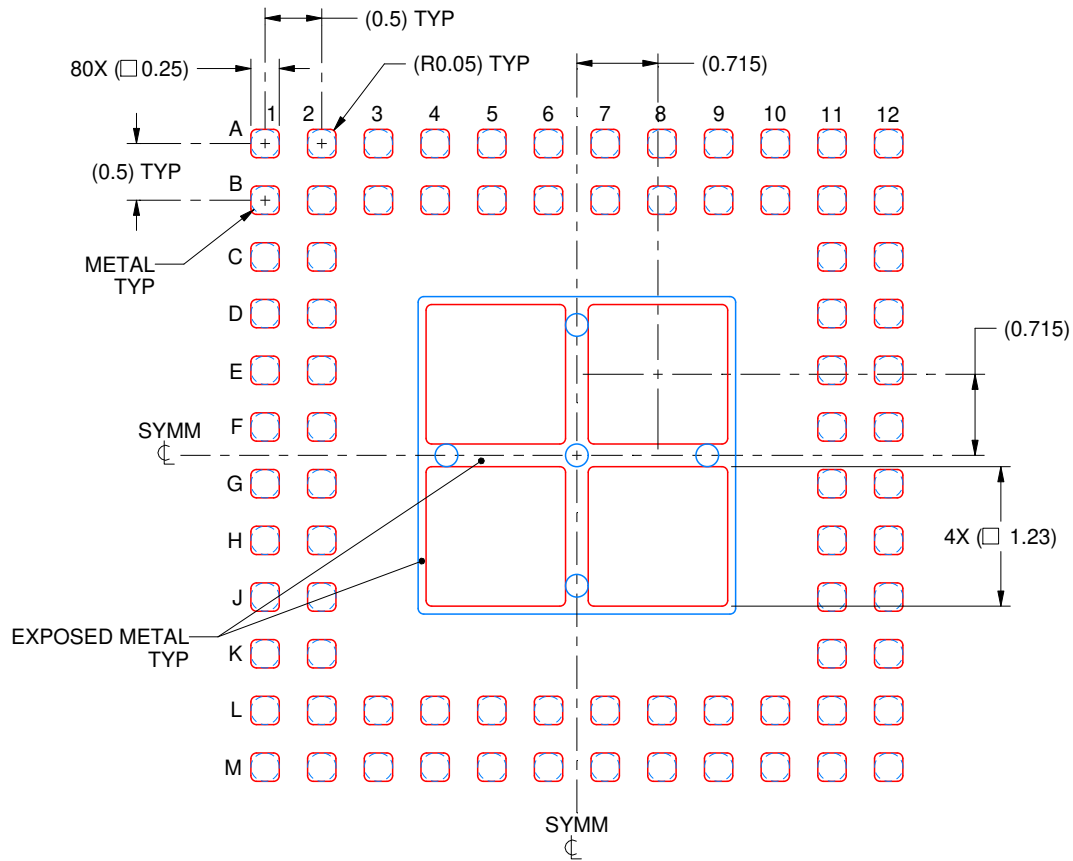 (0.5) TYP
80X (□ 0.25)
(R0.05) TYP
(0.715)
1 2 3 4 5 6 7 8 9 10 11 12
A
(0.5) TYP
B
METAL
TYP
C
D
(0.715)
E
F
SYMM
℄
G
H
4X (□ 1.23)
J
EXPOSED METAL
TYP
K
L
M
SYMM
℄